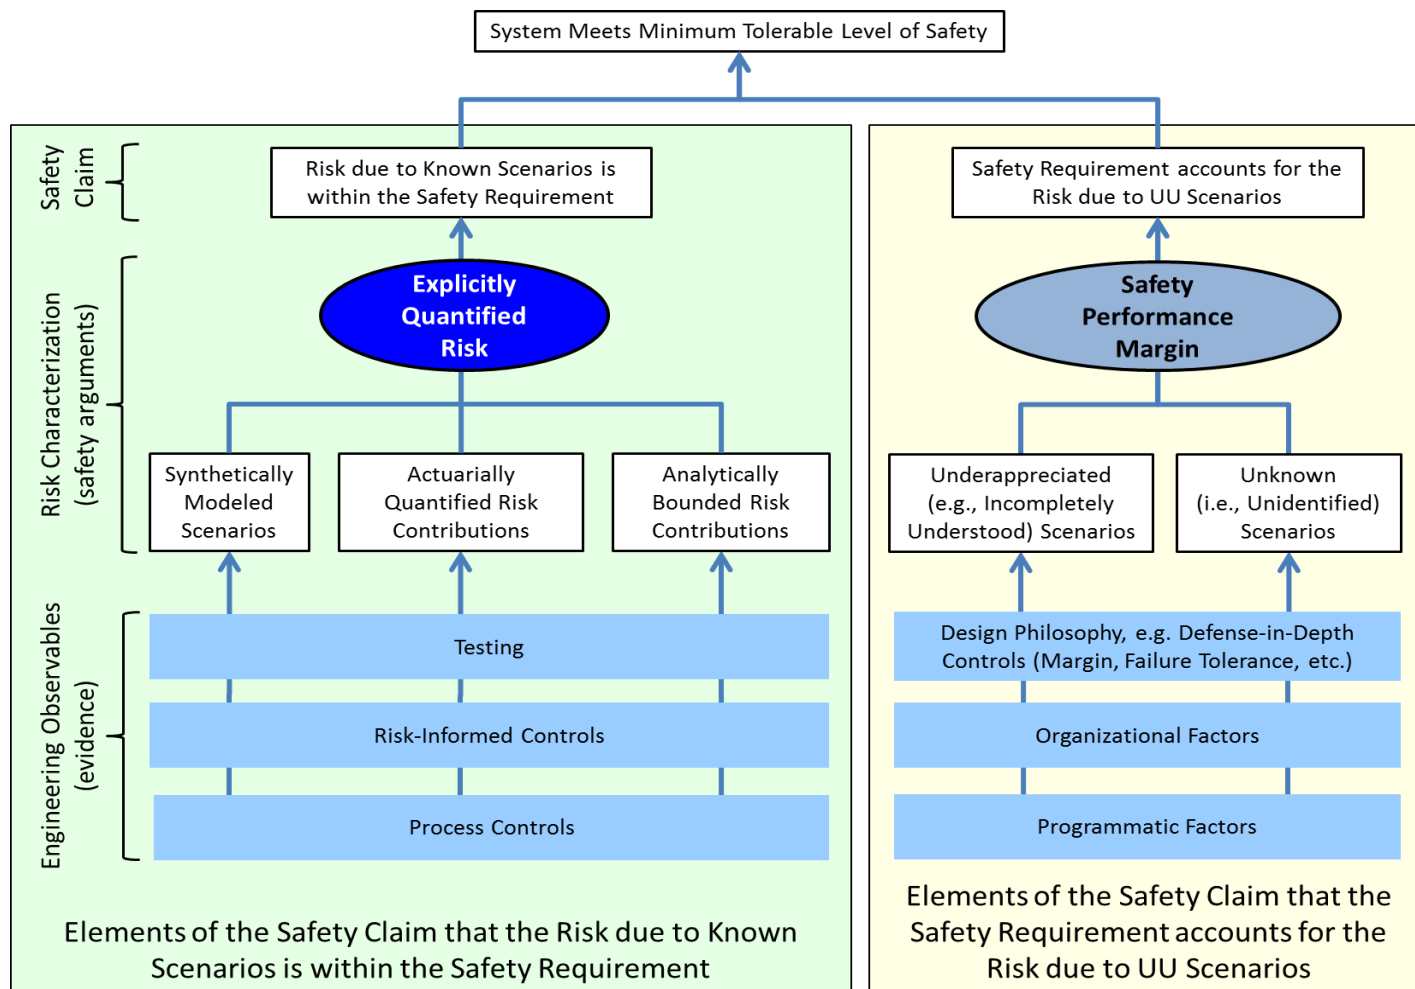 System Meets Minimum Tolerable Level of Safety
Safety
Claim
Risk due to Known Scenarios is
within the Safety Requirement
Safety Requirement accounts for the
Risk due to UU Scenarios
Risk Characterization
(safety arguments)
Explicitly
Quantified
Risk
Safety
Performance
Margin
Synthetically
Modeled
Scenarios
Actuarially
Quantified Risk
Contributions
Analytically
Bounded Risk
Contributions
Underappreciated
(e.g., Incompletely
Understood) Scenarios
Unknown
(i.e., Unidentified)
Scenarios
Engineering Observables
(evidence)
Testing
Risk-Informed Controls
Process Controls
Design Philosophy, e.g. Defense-in-Depth
Controls (Margin, Failure Tolerance, etc.)
Organizational Factors
Programmatic Factors
Elements of the Safety Claim that the Risk due to Known
Scenarios is within the Safety Requirement
Elements of the Safety Claim that the
Safety Requirement accounts for the
Risk due to UU Scenarios